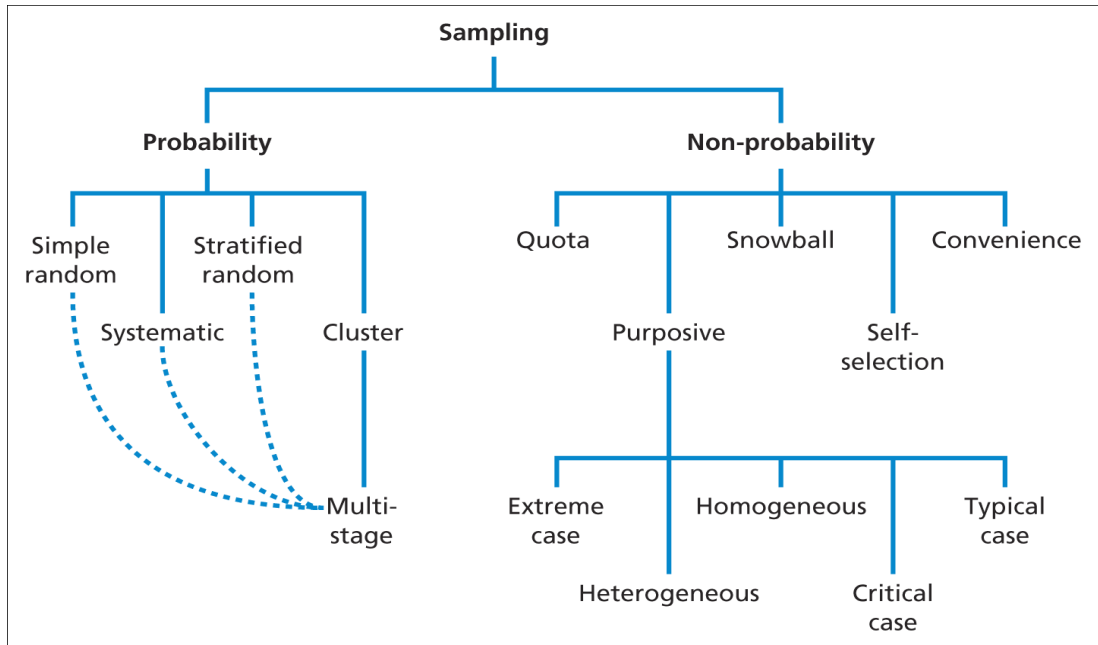 Sampling
Probability
Non-probability
Simple
random
Stratified
random
Quota
Snowball
Convenience
Systematic
Cluster
Purposive
Self-
selection
Multi-
stage
Extreme
case
Homogeneous
Typical
case
Heterogeneous
Critical
case